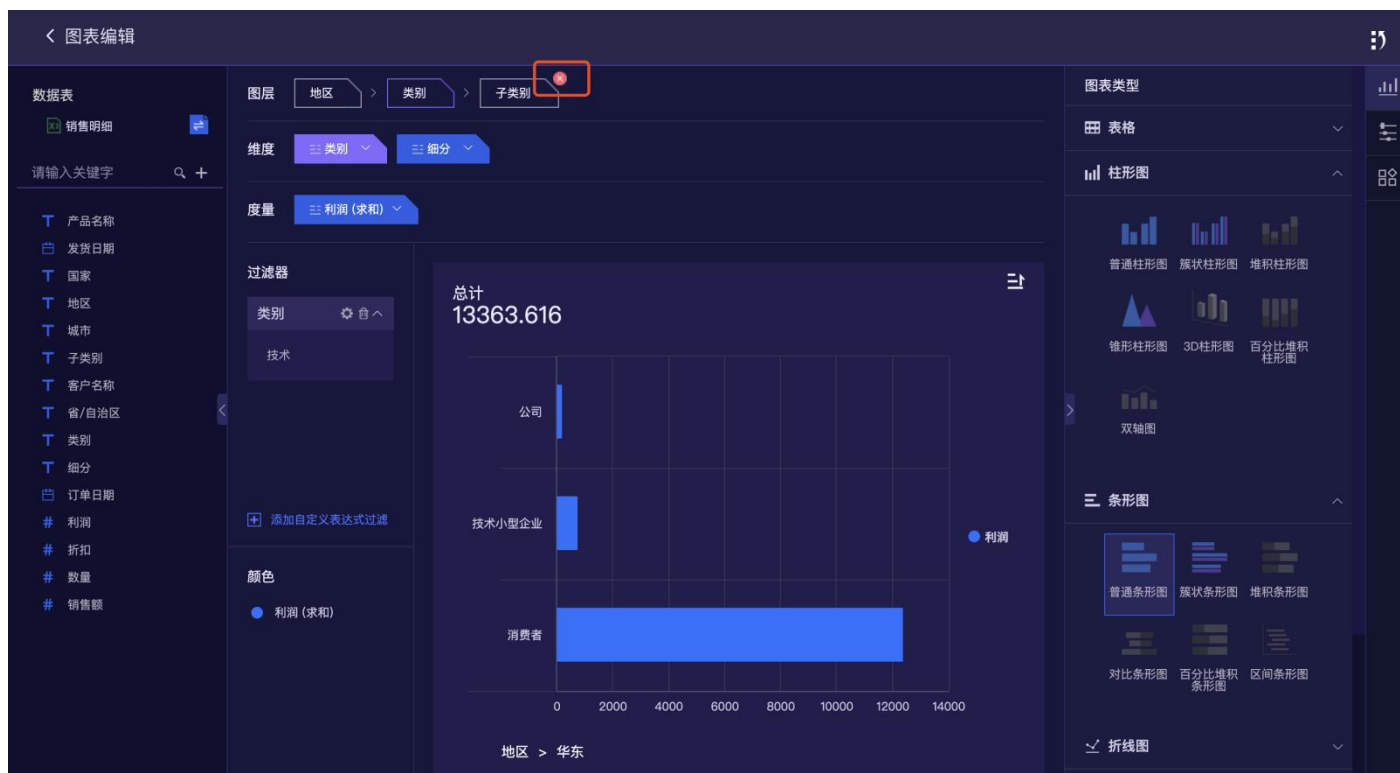 图表编辑
数据表
销售明细
请输入关键字
产品名称
发货日期
国家
地区
城市
子类别
客户名称
省/自治区
类别
细分
订单日期
利润
折扣
数量
销售额
图层 地区 > 类别 > 子类别
维度 类别 细分
度量 利润 (求和)
过滤器
类别
技术
添加自定义表达式过滤
颜色
利润 (求和)
总计
13363.616
公司
技术小型企业
消费者
0 2000 4000 6000 8000 10000 12000 14000
利润
地区 > 华东
图表类型
表格
柱形图
普通柱形图 簇状柱形图 堆积柱形图
锥形柱形图 3D柱形图 百分比堆积
柱形图
双轴图
条形图
普通条形图 簇状条形图 堆积条形图
对比条形图 百分比堆积 区间条形图
条形图
折线图